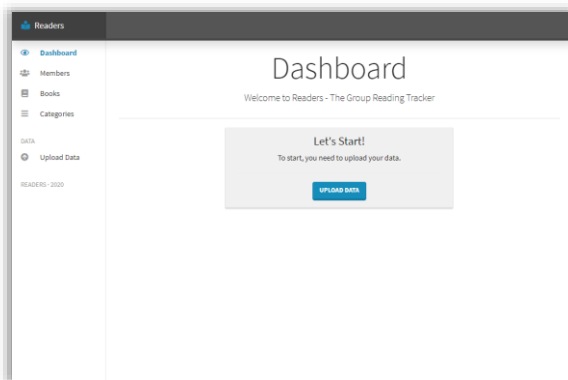 Readers
Dashboard
Members
Books
Categories
DATA
Upload Data
READERS - 2020
Dashboard
Welcome to Readers - The Group Reading Tracker
Let's Start!
To start, you need to upload your data.
UPLOAD DATA